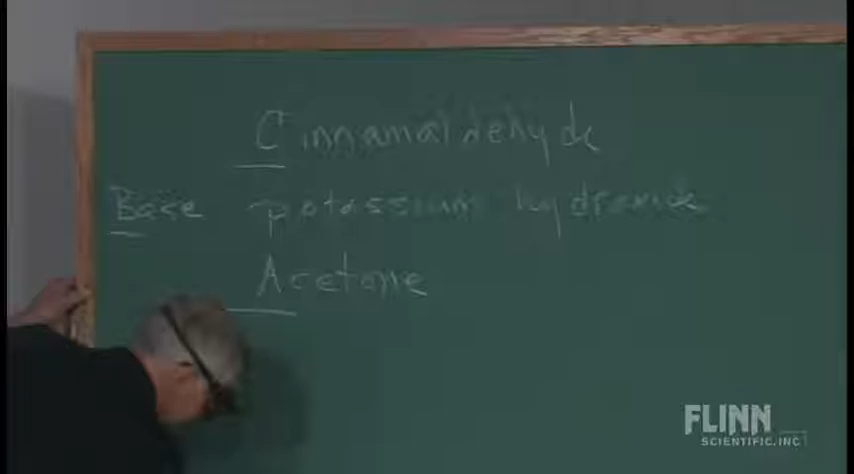 Cinnamaldehyde
Base potassium hydroxide
Acetone
FLINN
SCIENTIFIC, INC